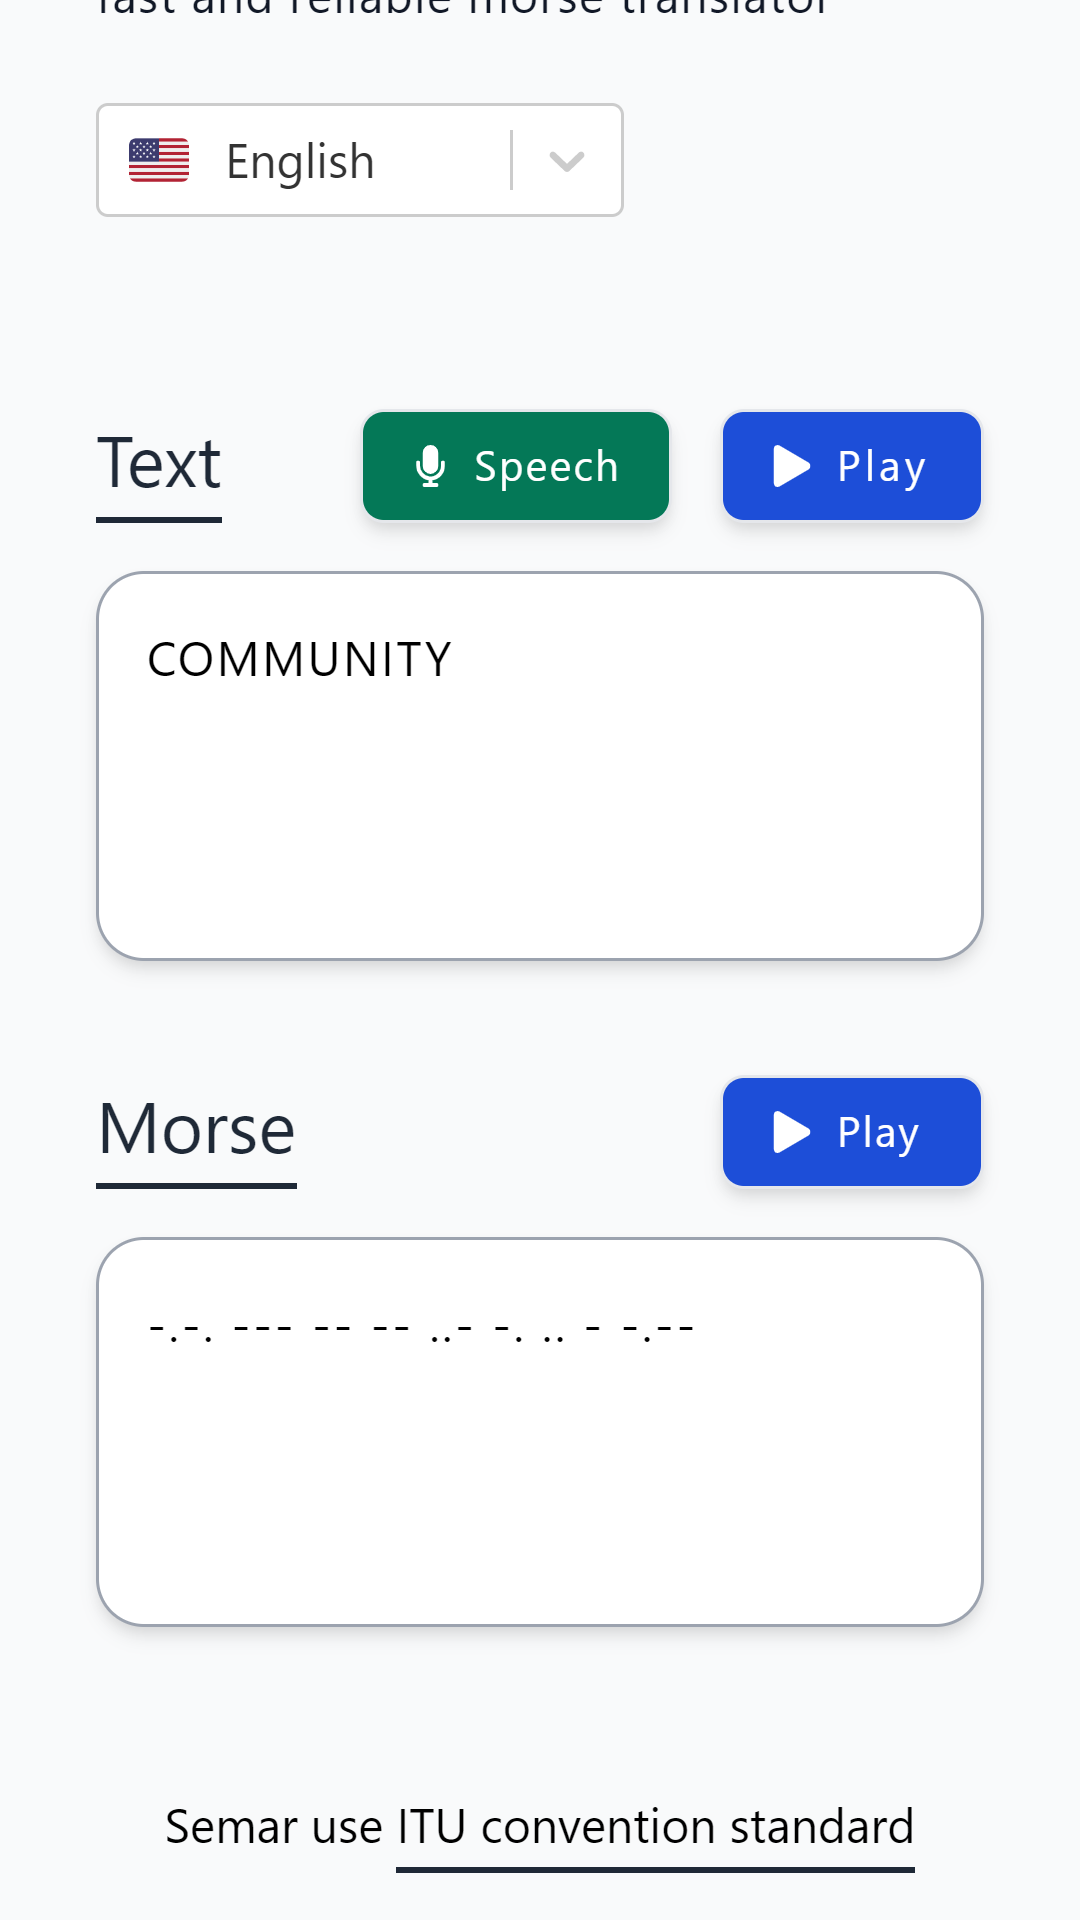 fast and reliable morse translator
English
Text
Speech
Play
COMMUNITY
Morse
Play
-.-. --- -- -- ..- -. .. - -.--
Semar use ITU convention standard